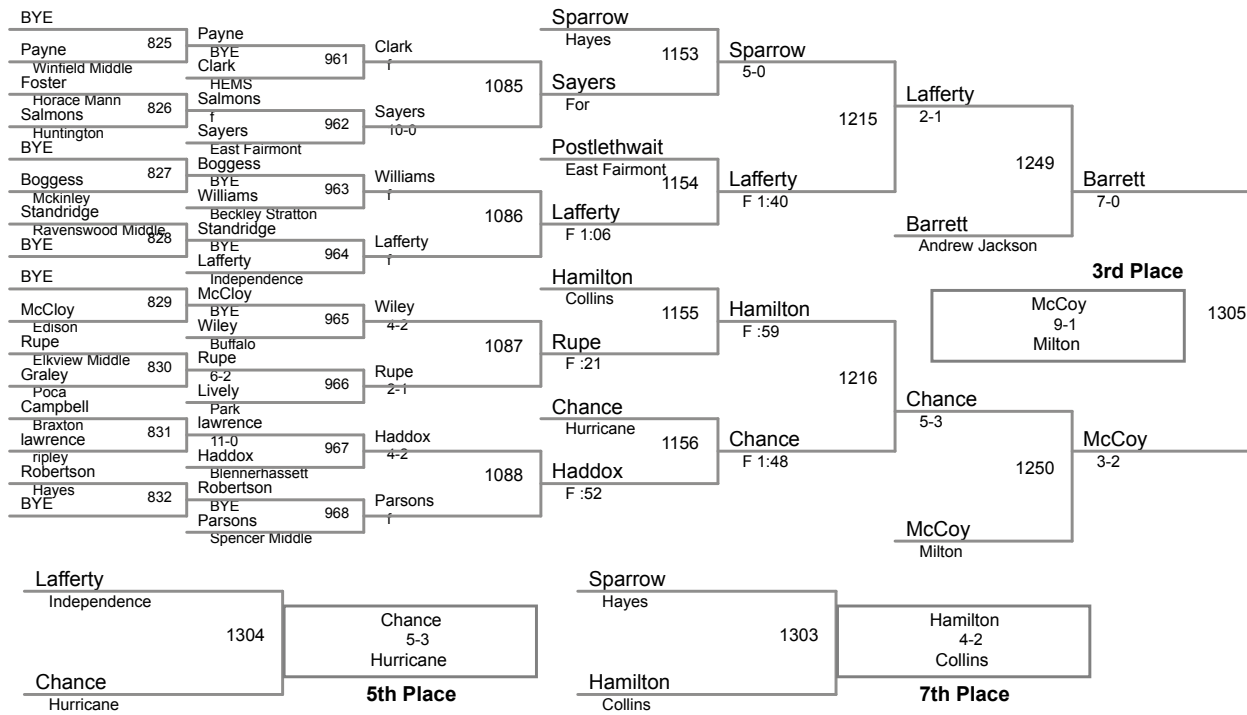 BYE
825
Payne
Winfield Middle
Foster
Horace Mann
826
Salmons
Huntington
BYE
827
Boggess
Mckinley
Standridge
Ravenswood Middle
828
BYE
BYE
829
McCloy
Edison
Rupe
Elkview Middle
830
Graley
Poca
Campbell
Braxton
831
lawrence
ripley
Robertson
Hayes
832
BYE
Payne
BYE
961
Clark
HEMS
Salmons
f
962
Sayers
East Fairmont
Boggess
BYE
963
Williams
Beckley Stratton
Standridge
BYE
964
Lafferty
Independence
McCloy
BYE
965
Wiley
Buffalo
Rupe
6-2
966
Lively
Park
lawrence
11-0
967
Haddox
Blennerhassett
Robertson
BYE
968
Parsons
Spencer Middle
Clark
f
1085
Sayers
10-0
Williams
f
1086
Lafferty
f
Wiley
4-2
1087
Rupe
2-1
Haddox
4-2
1088
Parsons
f
Sparrow
Hayes
1153
Sayers
For
Postlethwait
East Fairmont
1154
Lafferty
F 1:06
Hamilton
Collins
1155
Rupe
F :21
Chance
Hurricane
1156
Haddox
F :52
Sparrow
5-0
1215
Lafferty
F 1:40
Hamilton
F :59
1216
Chance
F 1:48
Lafferty
2-1
1249
Barrett
Andrew Jackson
Chance
5-3
1250
McCoy
Milton
Barrett
7-0
3rd Place
McCoy
9-1
Milton
1305
McCoy
3-2
Lafferty
Independence
1304
Chance
Hurricane
Chance
5-3
Hurricane
5th Place
Sparrow
Hayes
1303
Hamilton
Collins
Hamilton
4-2
Collins
7th Place